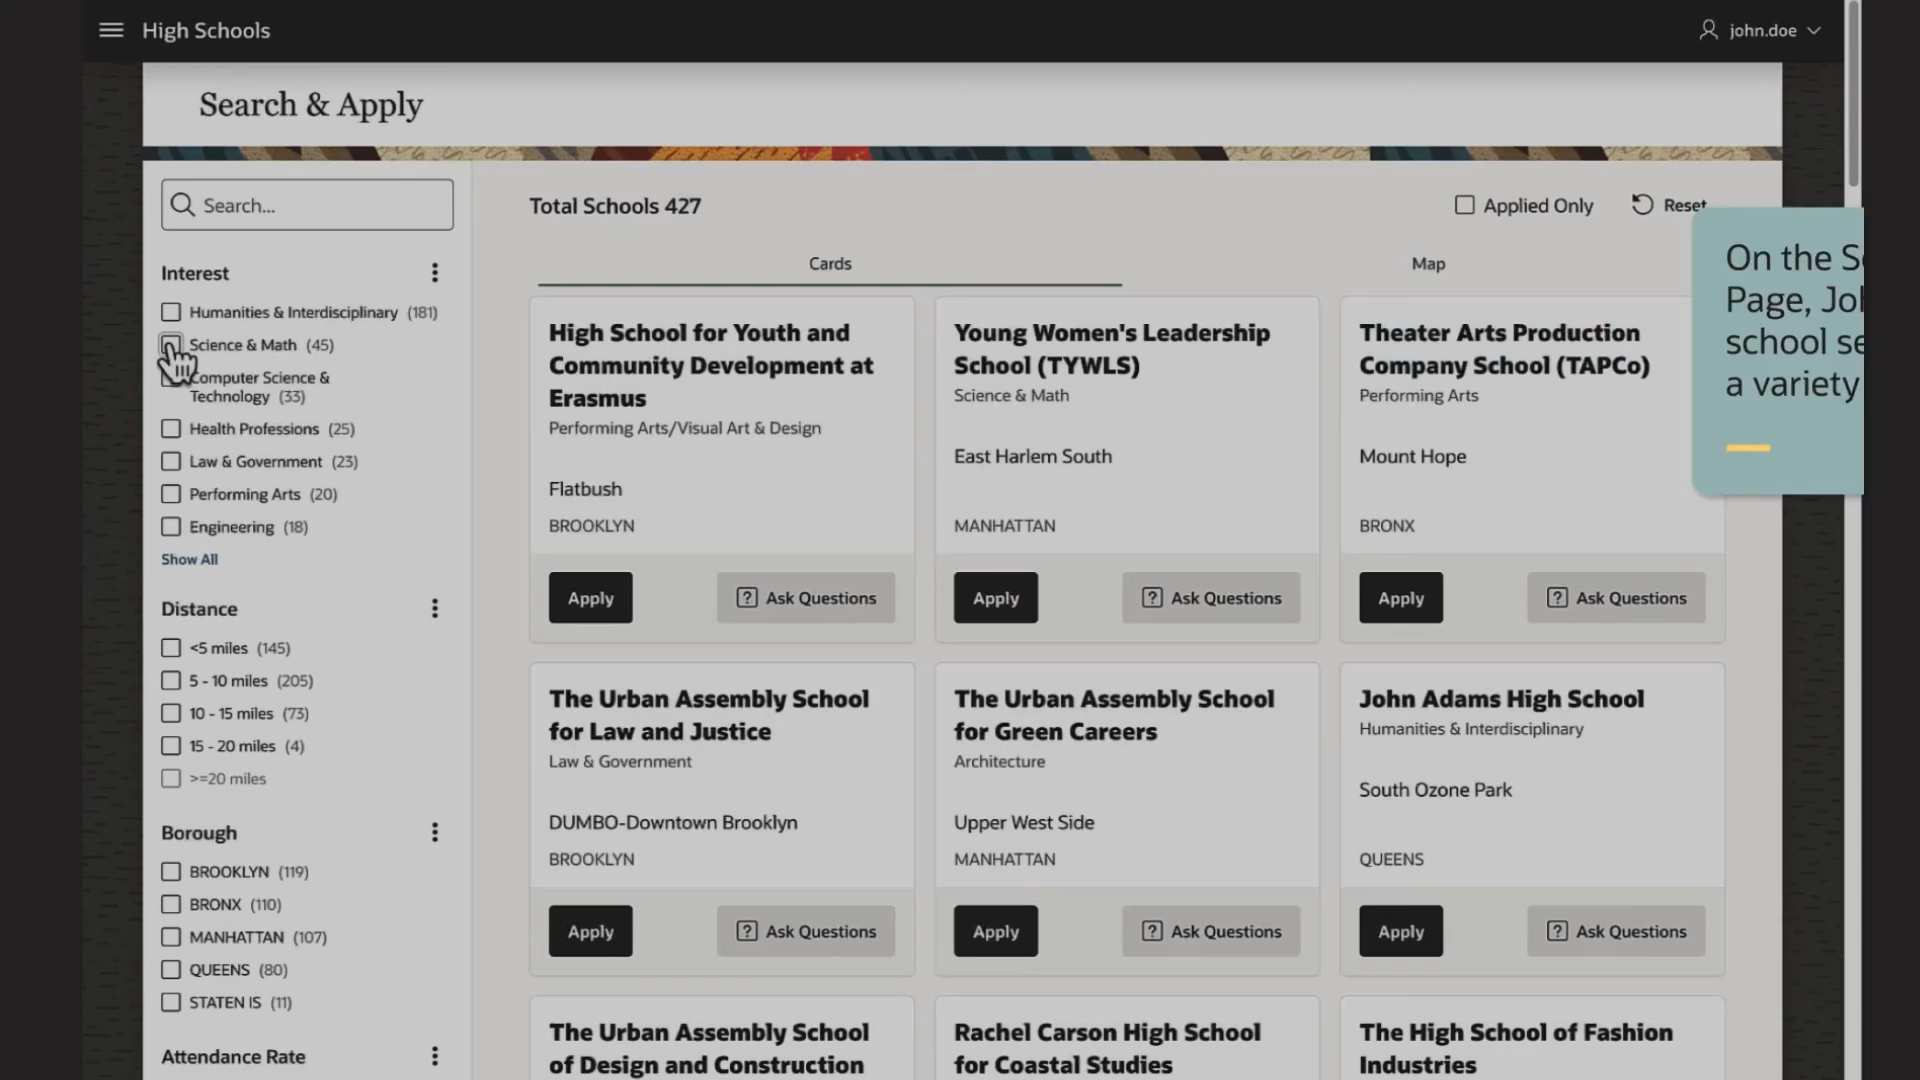 High Schools
john.doe
Search & Apply
Search...
Total Schools 427
Applied Only
Reset
Interest
Humanities & Interdisciplinary (181)
Science & Math (45)
Computer Science &
Technology (33)
Health Professions (25)
Law & Government (23)
Performing Arts (20)
Engineering (18)
Show All
Distance
<5 miles (145)
5 - 10 miles (205)
10 - 15 miles (73)
15 - 20 miles (4)
>=20 miles
Borough
BROOKLYN (119)
BRONX (110)
MANHATTAN (107)
QUEENS (80)
STATEN IS (11)
Attendance Rate
Cards
Map
High School for Youth and
Community Development at
Erasmus
Performing Arts/Visual Art & Design
Flatbush
BROOKLYN
Apply
Ask Questions
Young Women's Leadership
School (TYWLS)
Science & Math
East Harlem South
MANHATTAN
Apply
Ask Questions
Theater Arts Production
Company School (TAPCo)
Performing Arts
Mount Hope
BRONX
Apply
Ask Questions
The Urban Assembly School
for Law and Justice
Law & Government
DUMBO-Downtown Brooklyn
BROOKLYN
Apply
Ask Questions
The Urban Assembly School
for Green Careers
Architecture
Upper West Side
MANHATTAN
Apply
Ask Questions
John Adams High School
Humanities & Interdisciplinary
South Ozone Park
QUEENS
Apply
Ask Questions
The Urban Assembly School
of Design and Construction
Rachel Carson High School
for Coastal Studies
The High School of Fashion
Industries
On the
Page,
school
a variety